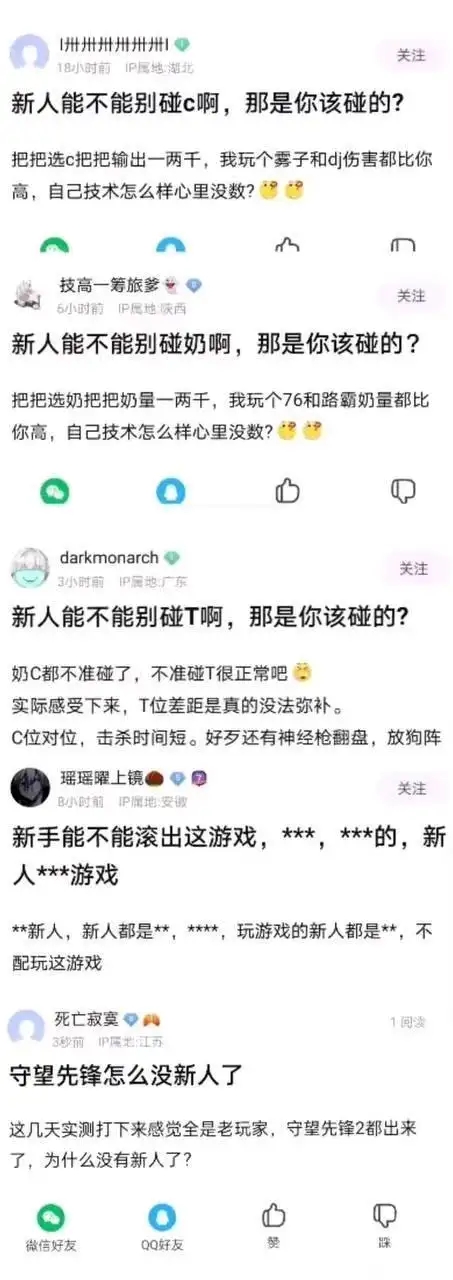 l卅卅卅卅卅卅l
18小时前 IP属地:湖北
关注
新人能不能别碰c啊，那是你该碰的?
把把选c把把输出一两千，我玩个雾子和dj伤害都比你
高，自己技术怎么样心里没数?
技高一筹旅爹
6小时前 IP属地:陕西
关注
新人能不能别碰奶啊，那是你该碰的？
把把选奶把把奶量一两千，我玩个76和路霸奶量都比
你高，自己技术怎么样心里没数?
darkmonarch
3小时前 IP属地:广东
关注
新人能不能别碰T啊，那是你该碰的?
奶C都不准碰了，不准碰T很正常吧
实际感受下来，T位差距是真的没法弥补。
C位对位，击杀时间短。好歹还有神经枪翻盘，放狗阵
瑶瑶曜上镜
8小时前 IP属地:安徽
关注
新手能不能滚出这游戏，***，***的，新
人***游戏
**新人，新人都是**，****，玩游戏的新人都是**，不
配玩这游戏
死亡寂寞
3秒前 IP属地:江苏
1 阅读
守望先锋怎么没新人了
这几天实测打下来感觉全是老玩家，守望先锋2都出来
了，为什么没有新人了?
微信好友 QQ好友 赞 踩